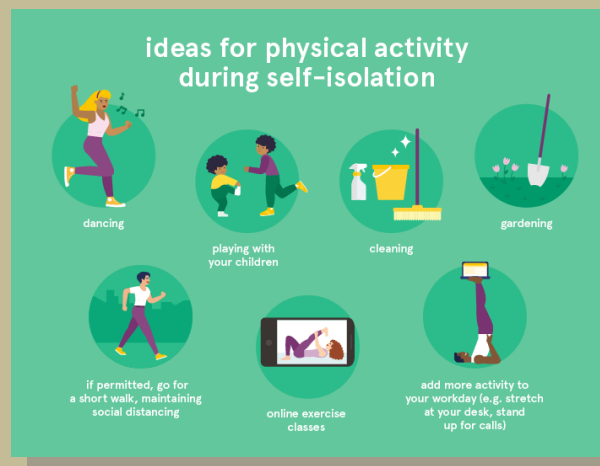 ideas for physical activity
during self-isolation
dancing
playing with
your children
cleaning
gardening
if permitted, go for
a short walk, maintaining
social distancing
online exercise
classes
add more activity to
your workday (e.g. stretch
at your desk, stand
up for calls)